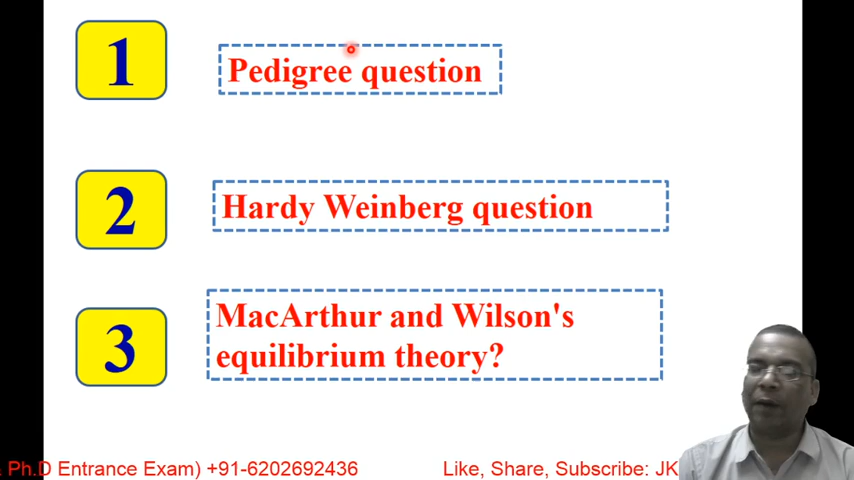 1
Pedigree question
2
Hardy Weinberg question
3
MacArthur and Wilson's
equilibrium theory?
Ph.D Entrance Exam) +91-6202692436 Like, Share, Subscribe: JK